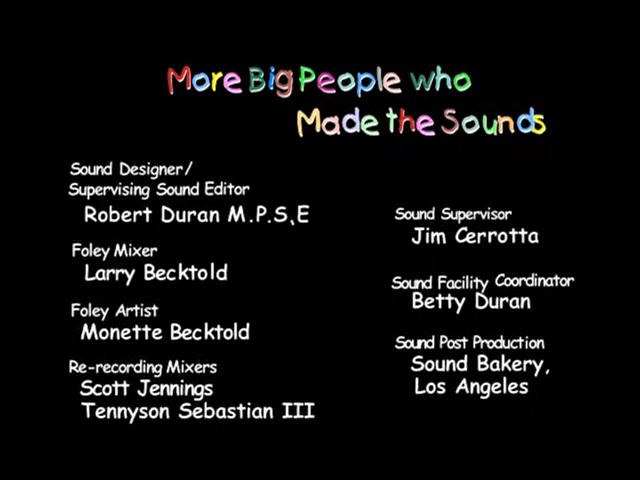 More Big People who
Made the Sounds
Sound Designer/
Supervising Sound Editor
Robert Duran M.P.S,E
Foley Mixer
Larry Becktold
Foley Artist
Monette Becktold
Re-recording Mixers
Scott Jennings
Tennyson Sebastian III
Sound Supervisor
Jim Cerrotta
Sound Facility Coordinator
Betty Duran
Sound Post Production
Sound Bakery,
Los Angeles